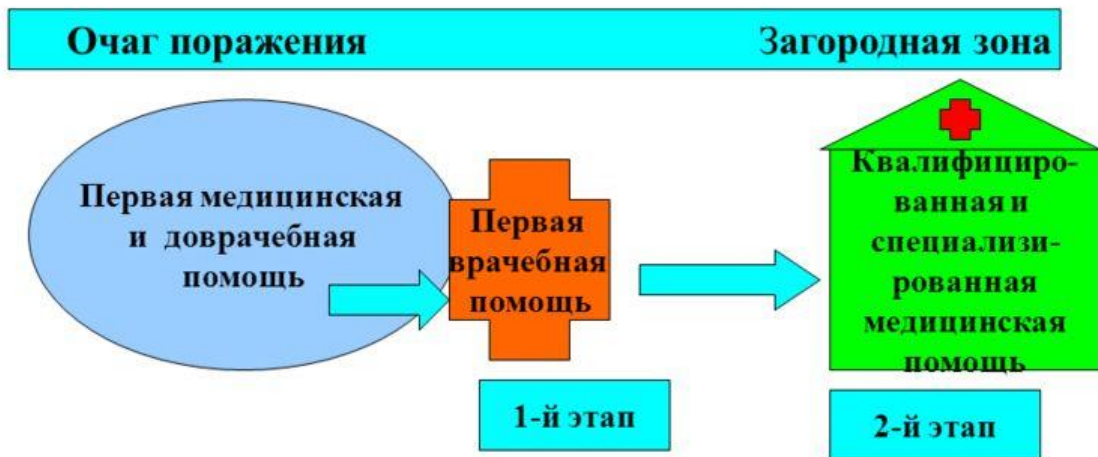 Очаг поражения
Загородная зона
Первая медицинская
и доврачебная
помощь
Первая
врачебная
помощь
Квалифициро-
ванная и
специализи-
рованная
медицинская
помощь
1-й этап
2-й этап